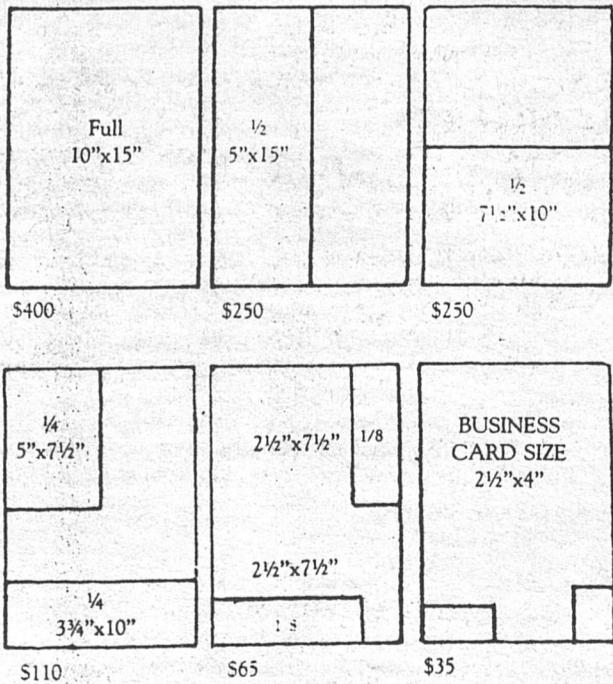 Full
10”x15”
½
5”x15”
½
7½”x10”
$400
$250
$250
¼
5”x7½”
2½”x7½”
1/8
BUSINESS
CARD SIZE
2½”x4”
2½”x7½”
¼
3¾”x10”
$110
$65
$35